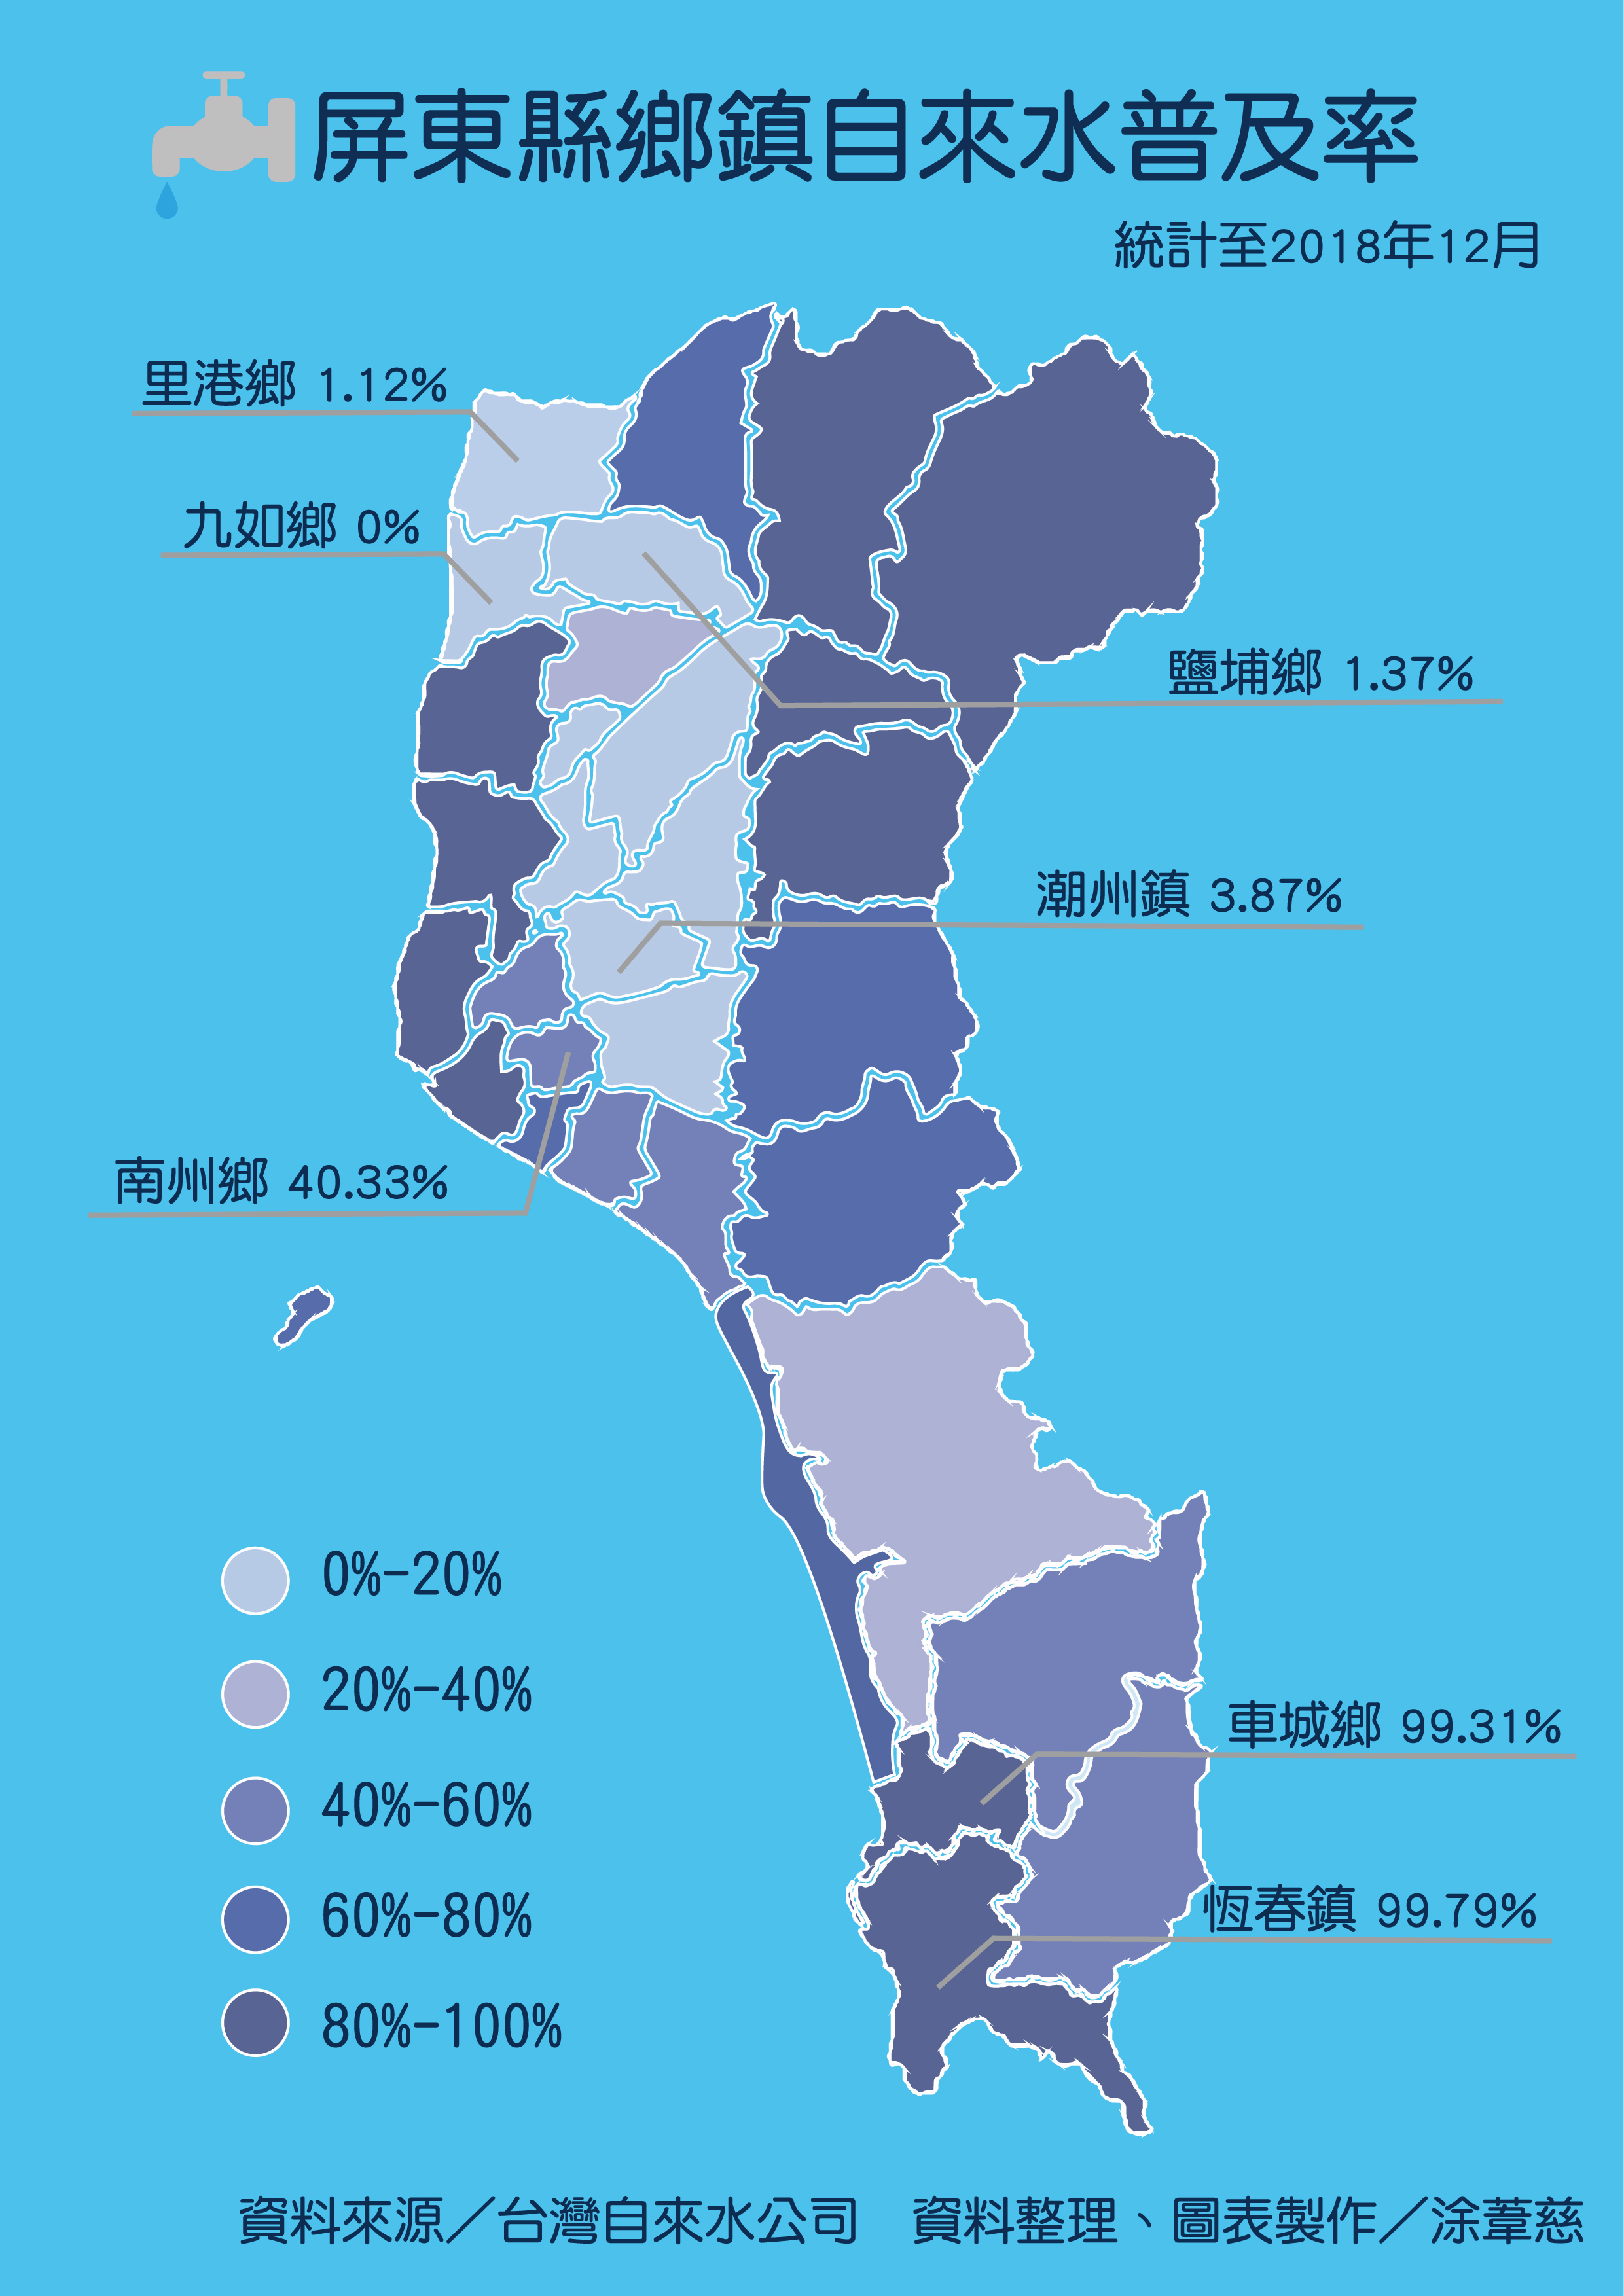 屏東縣鄉鎮自來水普及率
統計至2018年12月
里港鄉 1.12%
九如鄉 0%
鹽埔鄉 1.37%
潮州鎮 3.87%
南州鄉 40.33%
0%-20%
20%-40%
40%-60%
60%-80%
80%-100%
車城鄉 99.31%
恆春鎮 99.79%
資料來源／台灣自來水公司 資料整理、圖表製作／涂葦慈